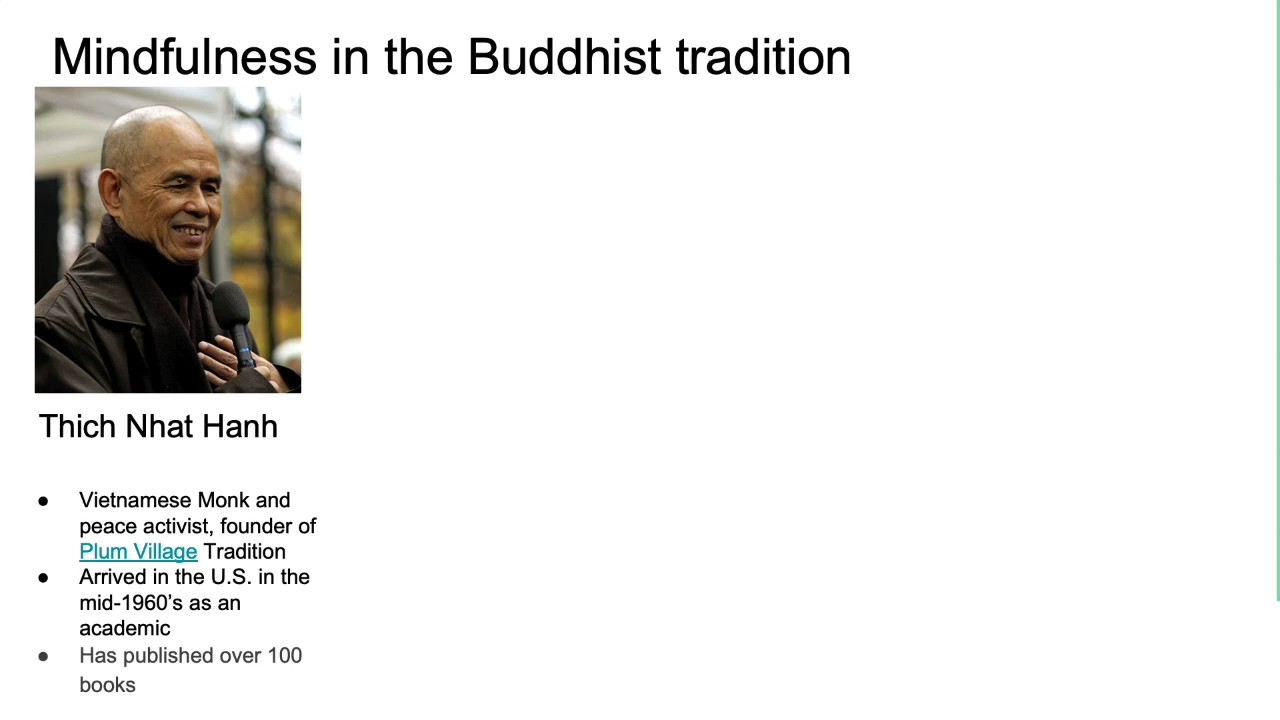 Mindfulness in the Buddhist tradition
Thich Nhat Hanh
● Vietnamese Monk and
peace activist, founder of
Plum Village Tradition
● Arrived in the U.S. in the
mid-1960’s as an
academic
● Has published over 100
books